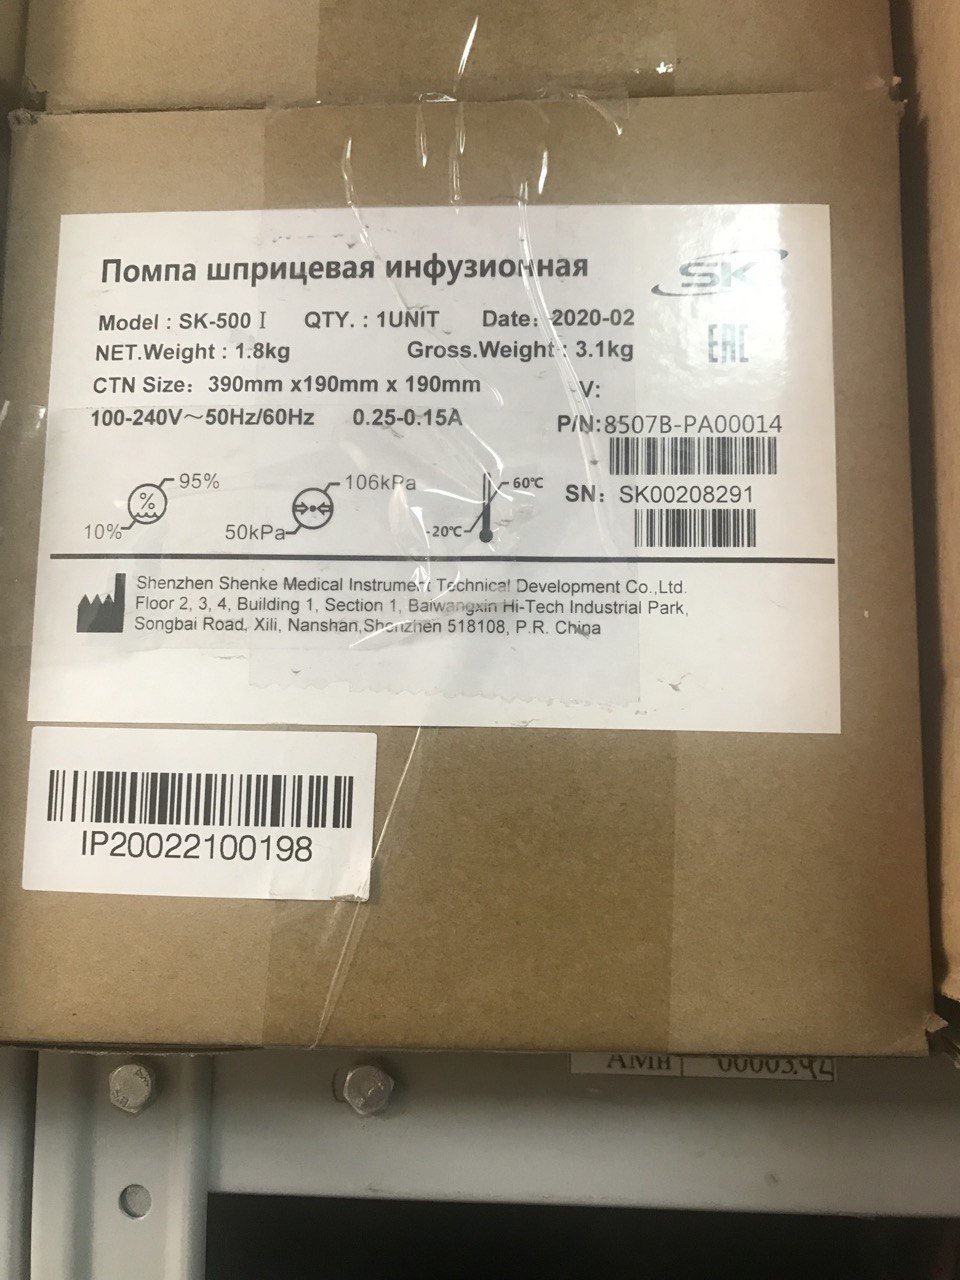 Помпа шприцевая инфузионная
SK
Model : SK-500 I QTY. : 1UNIT Date: 2020-02
EAC
NET.Weight : 1.8kg Gross.Weight : 3.1kg
CTN Size: 390mm x190mm x 190mm V:
100-240V~50Hz/60Hz 0.25-0.15A P/N:8507B-PA00014
95% 106kPa 60℃
%
SN: SK00208291
10% 50kPa -20℃
Shenzhen Shenke Medical Instrument Technical Development Co.,Ltd.
Floor 2, 3, 4, Building 1, Section 1, Baiwangxin Hi-Tech Industrial Park,
Songbai Road, Xili, Nanshan,Shenzhen 518108, P.R. China
IP20022100198